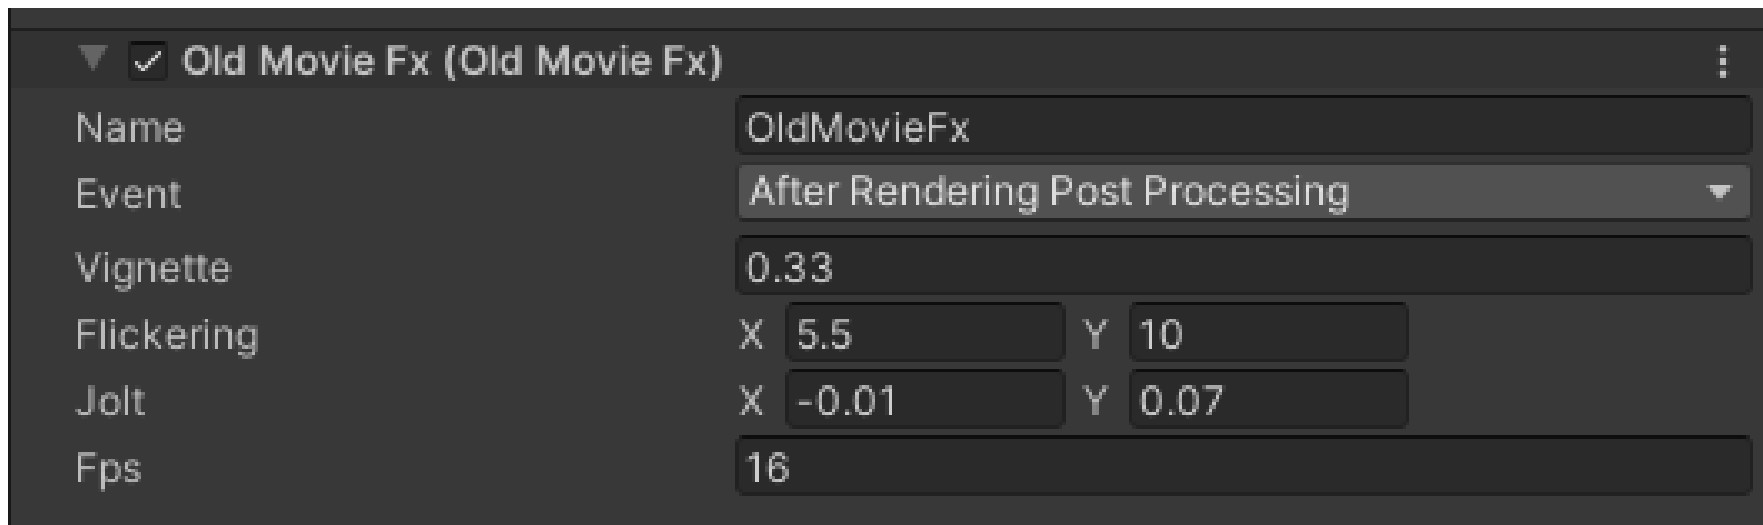 Old Movie Fx (Old Movie Fx)
Name OldMovieFx
Event After Rendering Post Processing
Vignette 0.33
Flickering X 5.5 Y 10
Jolt X -0.01 Y 0.07
Fps 16